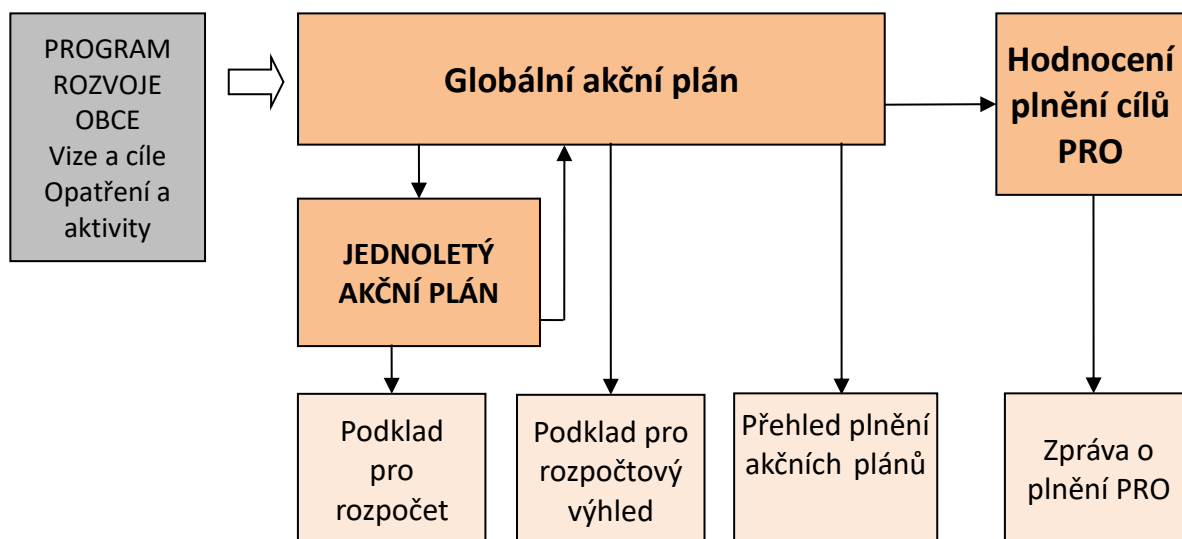 PROGRAM
ROZVOJE
OBCE
Vize a cíle
Opatření a
aktivity
Globální akční plán
Hodnocení
plnění cílů
PRO
JEDNOLETÝ
AKČNÍ PLÁN
Podklad
pro
rozpočet
Podklad pro
rozpočtový
výhled
Přehled plnění
akčních plánů
Zpráva o
plnění PRO